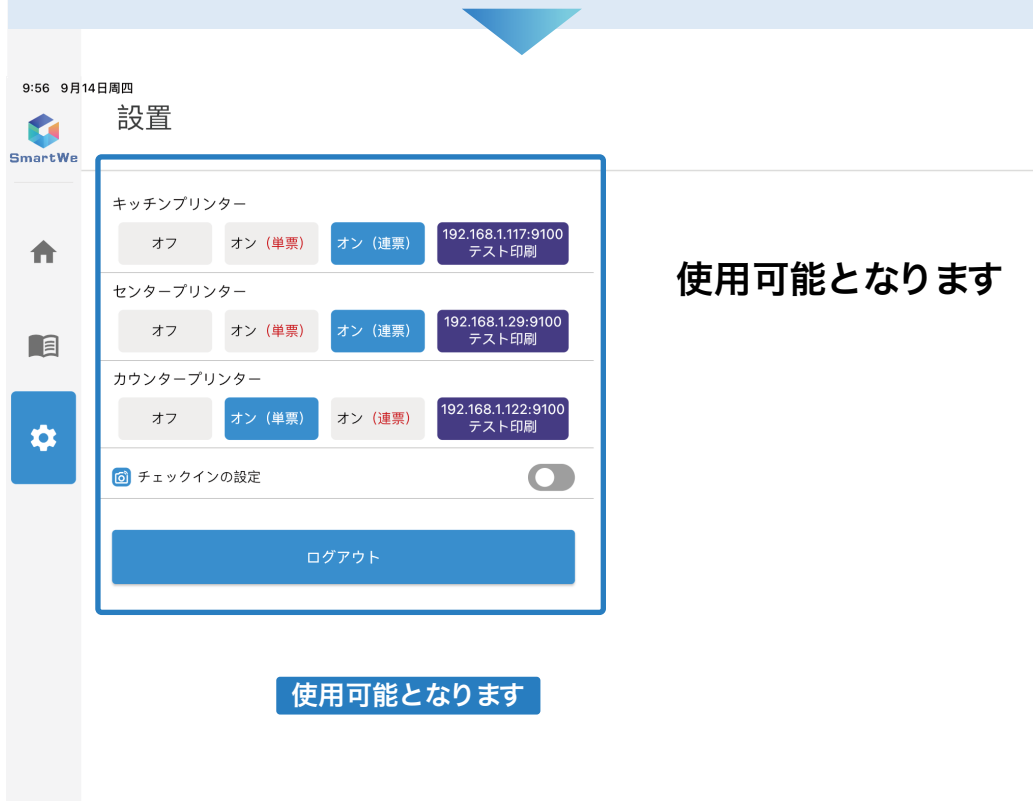 9:56 9月14日周四
設置
SmartWe
キッチンプリンター
オフ
オン（単票）
オン（連票）
192.168.1.117:9100
テスト印刷
使用可能となります
センタープリンター
オフ
オン（単票）
オン（連票）
192.168.1.29:9100
テスト印刷
カウンタープリンター
オフ
オン（単票）
オン（連票）
192.168.1.122:9100
テスト印刷
チェックインの設定
ログアウト
使用可能となります